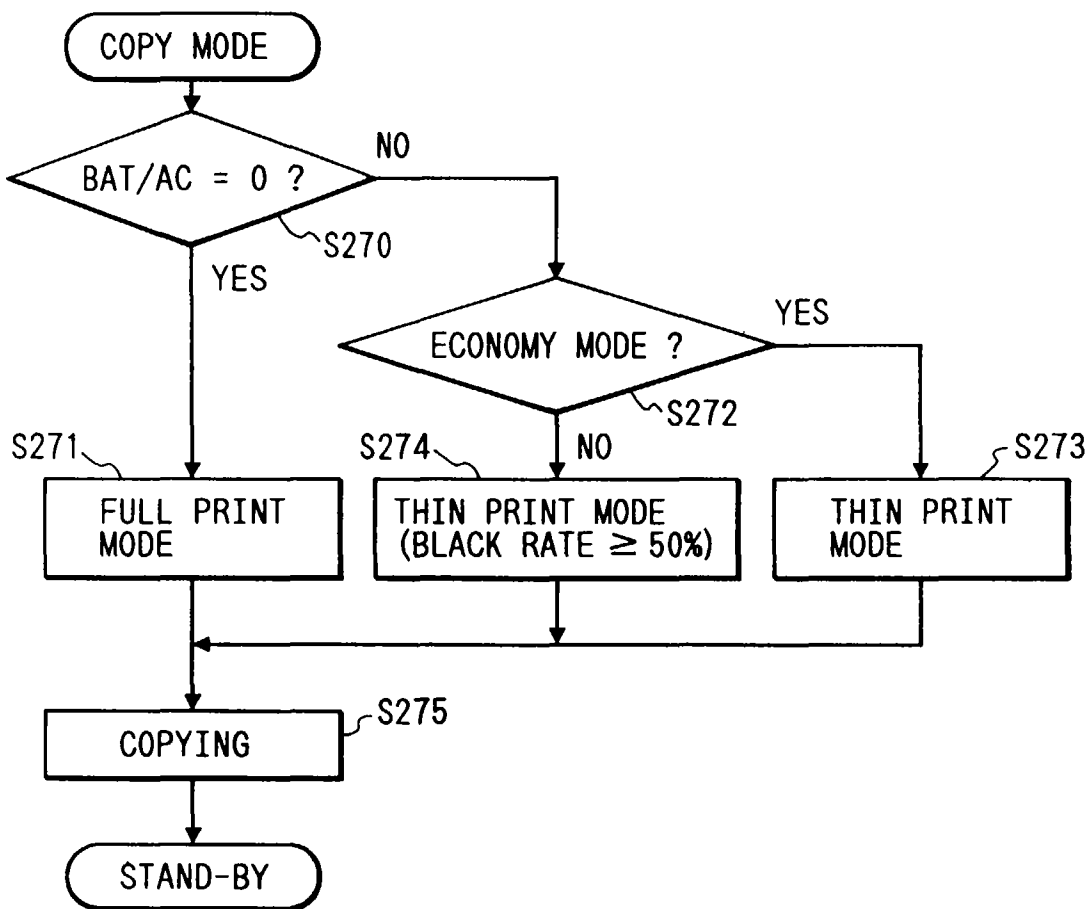 COPY MODE
BAT/AC = 0 ?
NO
S270
YES
ECONOMY MODE ?
YES
S272
S271
S274
NO
S273
FULL PRINT
MODE
THIN PRINT MODE
(BLACK RATE ≥ 50%)
THIN PRINT
MODE
S275
COPYING
STAND-BY